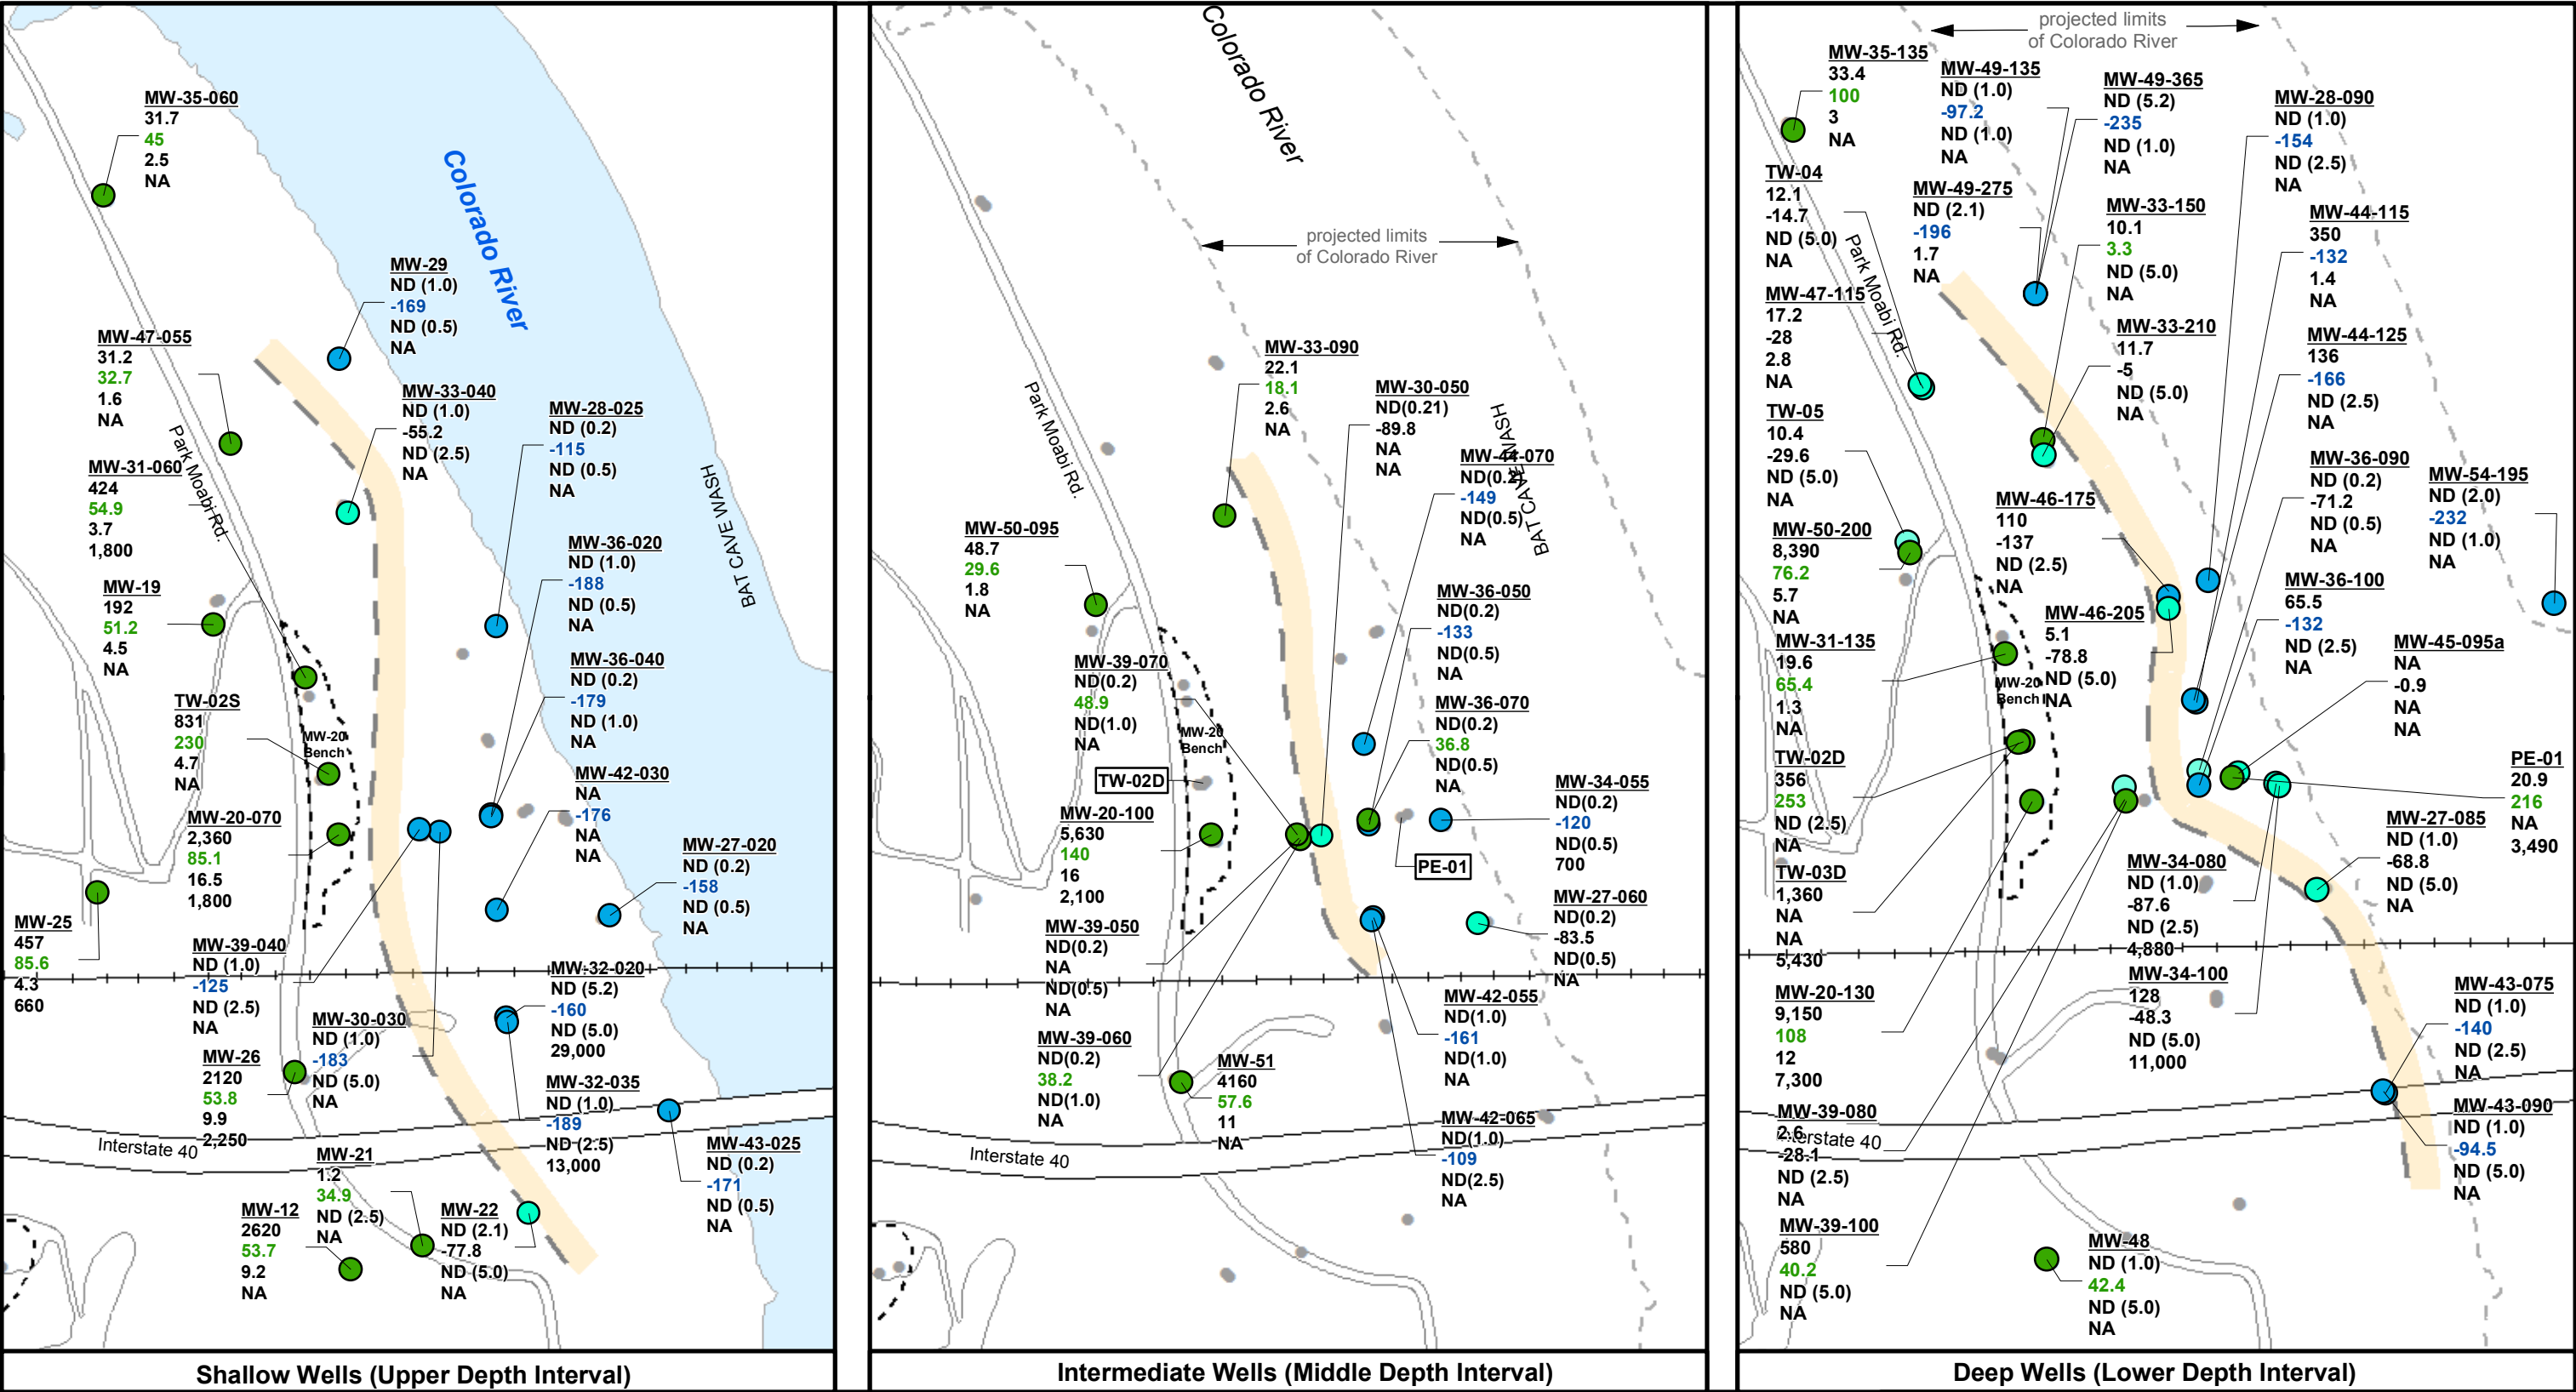 MW-35-060
31.7
45
2.5
NA
Colorado River
MW-29
ND (1.0)
-169
ND (0.5)
NA
MW-47-055
31.2
32.7
1.6
NA
MW-33-040
ND (1.0)
-55.2
ND (2.5)
NA
MW-28-025
ND (0.2)
-115
ND (0.5)
NA
Park Moabi Rd.
MW-31-060
424
54.9
3.7
1,800
BAT CAVE WASH
MW-36-020
ND (1.0)
-188
ND (0.5)
NA
MW-19
192
51.2
4.5
NA
MW-36-040
ND (0.2)
-179
ND (1.0)
NA
TW-02S
831
230
4.7
NA
MW-20
Bench
MW-42-030
NA
-176
NA
NA
MW-20-070
2,360
85.1
16.5
1,800
MW-27-020
ND (0.2)
-158
ND (0.5)
NA
MW-25
457
85.6
4.3
660
MW-39-040
ND (1.0)
-125
ND (2.5)
NA
MW-32-020
ND (5.2)
-160
ND (5.0)
29,000
MW-30-030
ND (1.0)
-183
ND (5.0)
NA
MW-26
2120
53.8
9.9
2,250
MW-32-035
ND (1.0)
-189
ND (2.5)
13,000
Interstate 40
MW-43-025
ND (0.2)
-171
ND (0.5)
NA
MW-21
1.2
34.9
ND (2.5)
NA
MW-12
2620
53.7
9.2
NA
MW-22
ND (2.1)
-77.8
ND (5.0)
NA
Shallow Wells (Upper Depth Interval)
Colorado River
projected limits
of Colorado River
MW-33-090
22.1
18.1
2.6
NA
MW-30-050
ND(0.21)
-89.8
NA
NA
Park Moabi Rd.
BAT CAVE WASH
MW-44-070
ND(0.2)
-149
ND(0.5)
NA
MW-50-095
48.7
29.6
1.8
NA
MW-36-050
ND(0.2)
-133
ND(0.5)
NA
MW-39-070
ND(0.2)
48.9
ND(1.0)
NA
MW-36-070
ND(0.2)
36.8
ND(0.5)
NA
MW-20
Bench
TW-02D
MW-34-055
ND(0.2)
-120
ND(0.5)
700
MW-20-100
5,630
140
16
2,100
PE-01
MW-27-060
ND(0.2)
-83.5
ND(0.5)
NA
MW-39-050
ND(0.2)
NA
ND(0.5)
NA
MW-42-055
ND(1.0)
-161
ND(1.0)
NA
MW-39-060
ND(0.2)
38.2
ND(1.0)
NA
MW-51
4160
57.6
11
NA
MW-42-065
ND(1.0)
-109
ND(2.5)
NA
Interstate 40
Intermediate Wells (Middle Depth Interval)
projected limits
of Colorado River
MW-35-135
33.4
100
3
NA
MW-49-135
ND (1.0)
-97.2
ND (1.0)
NA
MW-49-365
ND (5.2)
-235
ND (1.0)
NA
MW-28-090
ND (1.0)
-154
ND (2.5)
NA
TW-04
12.1
-14.7
ND (5.0)
NA
MW-49-275
ND (2.1)
-196
1.7
NA
MW-33-150
10.1
3.3
ND (5.0)
NA
MW-44-115
350
-132
1.4
NA
Park Moabi Rd.
MW-47-115
17.2
-28
2.8
NA
MW-33-210
11.7
-5
ND (5.0)
NA
MW-44-125
136
-166
ND (2.5)
NA
TW-05
10.4
-29.6
ND (5.0)
NA
MW-36-090
ND (0.2)
-71.2
ND (0.5)
NA
MW-54-195
ND (2.0)
-232
ND (1.0)
NA
MW-46-175
110
-137
ND (2.5)
NA
MW-50-200
8,390
76.2
5.7
NA
MW-36-100
65.5
-132
ND (2.5)
NA
MW-46-205
5.1
-78.8
ND (5.0)
NA
MW-31-135
19.6
65.4
1.3
NA
MW-45-095a
NA
-0.9
NA
NA
MW-20
Bench
TW-02D
356
253
ND (2.5)
NA
PE-01
20.9
216
NA
3,490
MW-27-085
ND (1.0)
-68.8
ND (5.0)
NA
TW-03D
1,360
NA
NA
5,430
MW-34-080
ND (1.0)
-87.6
ND (2.5)
4,880
MW-34-100
128
-48.3
ND (5.0)
11,000
MW-20-130
9,150
108
12
7,300
MW-43-075
ND (1.0)
-140
ND (2.5)
NA
MW-39-080
2.6
-28.1
ND (2.5)
NA
Interstate 40
MW-43-090
ND (1.0)
-94.5
ND (5.0)
NA
MW-39-100
580
40.2
ND (5.0)
NA
MW-48
ND (1.0)
42.4
ND (5.0)
NA
Deep Wells (Lower Depth Interval)